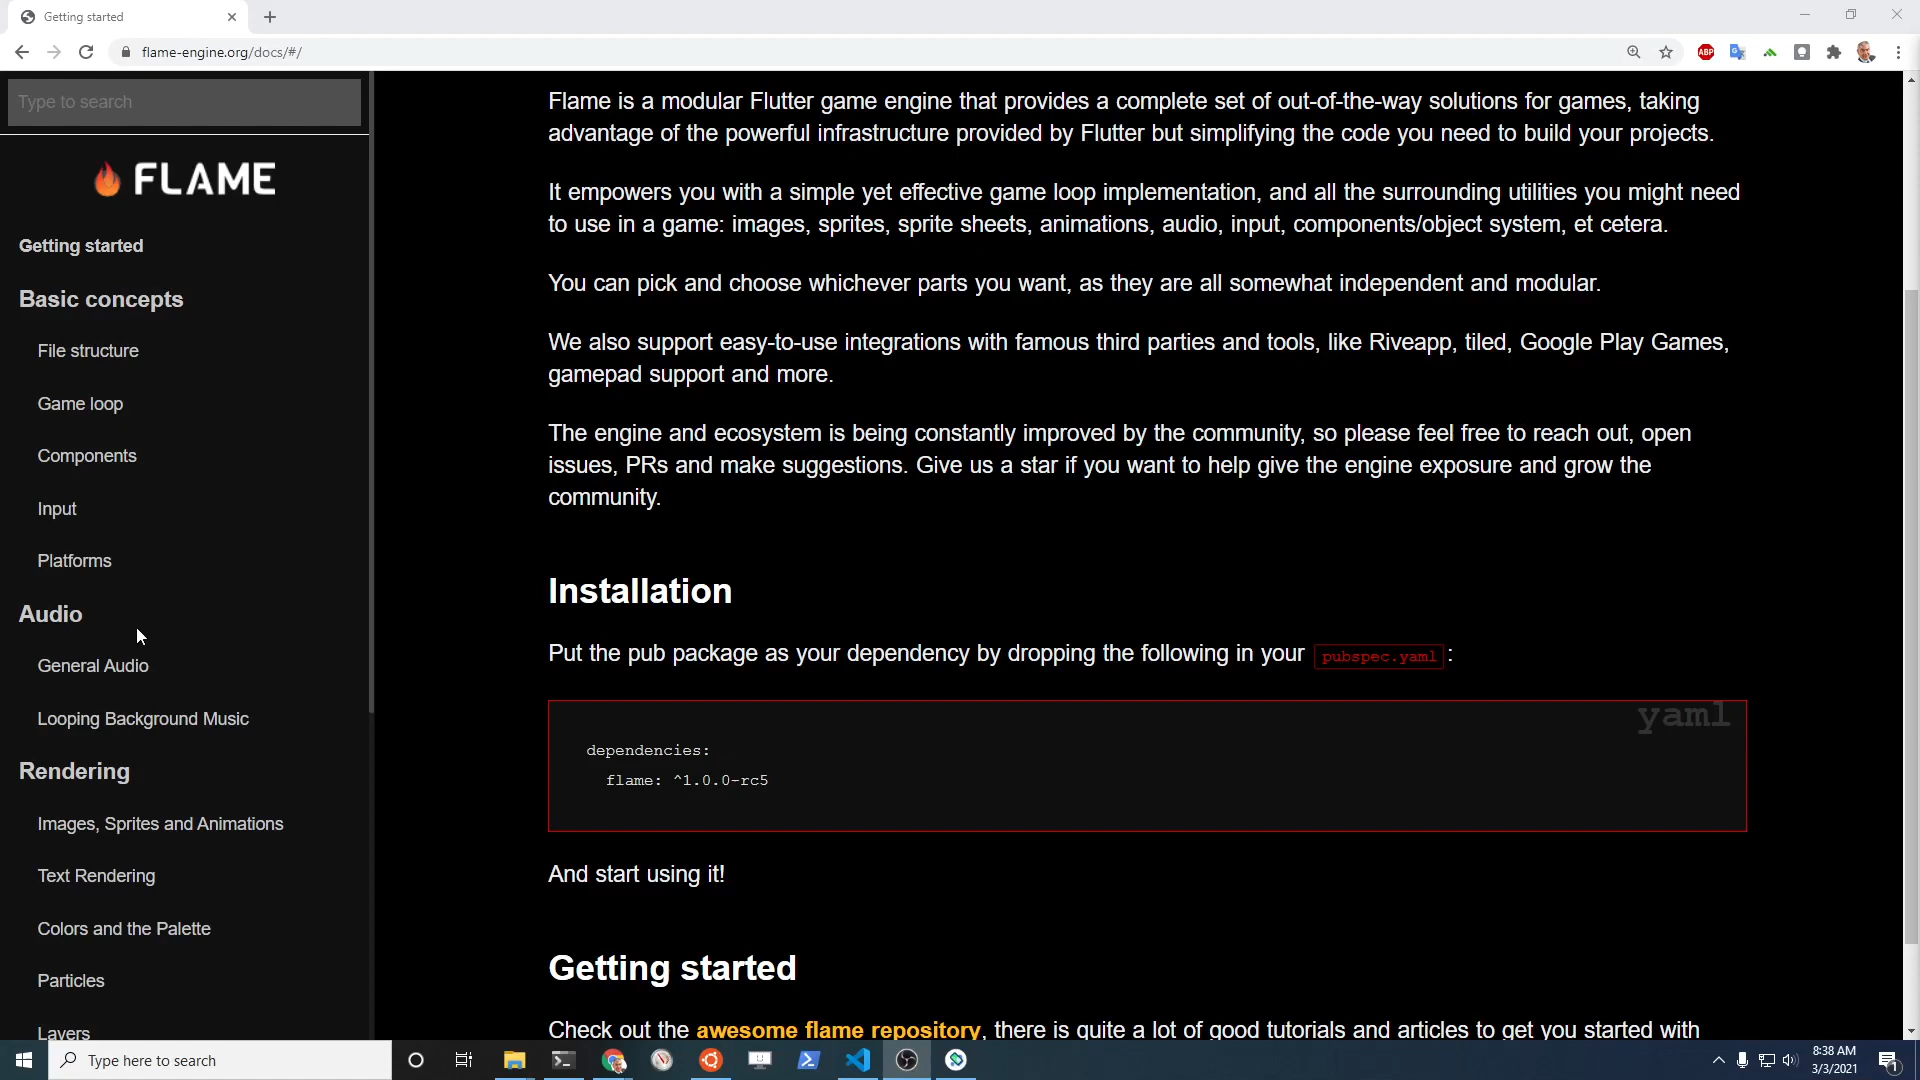 Getting started
flame-engine.org/docs/#/
ABP
Type to search
FLAME
Getting started
Basic concepts
File structure
Game loop
Components
Input
Platforms
Audio
General Audio
Looping Background Music
Rendering
Images, Sprites and Animations
Text Rendering
Colors and the Palette
Particles
Layers
Flame is a modular Flutter game engine that provides a complete set of out-of-the-way solutions for games, taking
advantage of the powerful infrastructure provided by Flutter but simplifying the code you need to build your projects.
It empowers you with a simple yet effective game loop implementation, and all the surrounding utilities you might need
to use in a game: images, sprites, sprite sheets, animations, audio, input, components/object system, et cetera.
You can pick and choose whichever parts you want, as they are all somewhat independent and modular.
We also support easy-to-use integrations with famous third parties and tools, like Riveapp, tiled, Google Play Games,
gamepad support and more.
The engine and ecosystem is being constantly improved by the community, so please feel free to reach out, open
issues, PRs and make suggestions. Give us a star if you want to help give the engine exposure and grow the
community.
Installation
Put the pub package as your dependency by dropping the following in your pubspec.yaml :
yaml
dependencies:
flame: ^1.0.0-rc5
And start using it!
Getting started
Check out the awesome flame repository, there is quite a lot of good tutorials and articles to get you started with
Type here to search
8:38 AM
3/3/2021
1